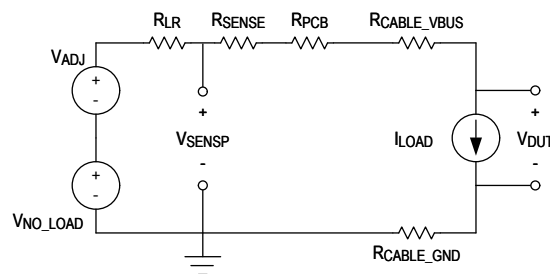 RLR
RSENSE
RPCB
RCABLE_VBUS
VADJ
+
-
+
VSENSP
-
ILOAD
+
VDUT
-
+
-
VNO_LOAD
RCABLE_GND